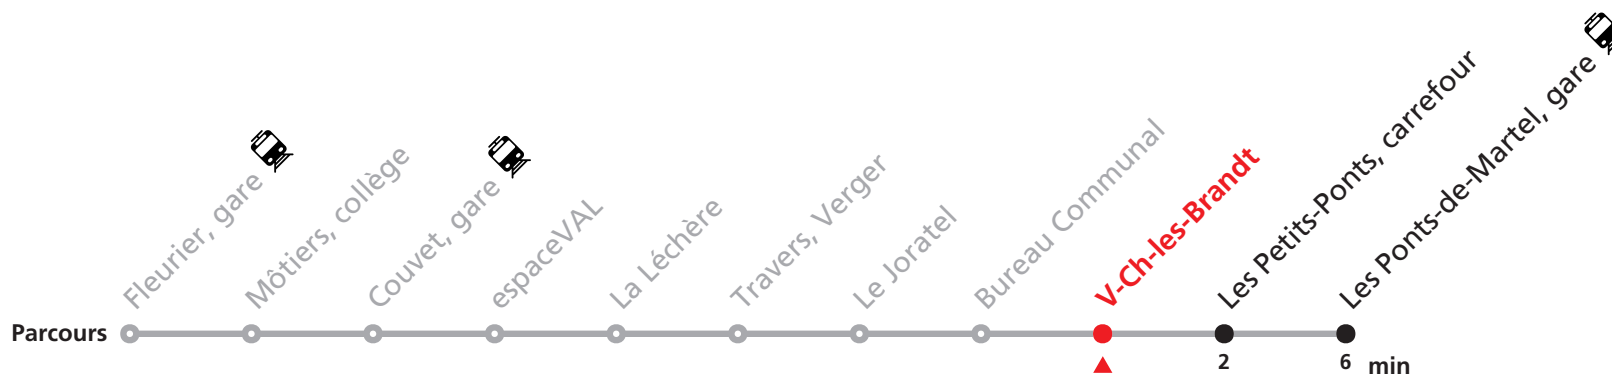 Fleurier, gare
Môtiers, collège
Couvet, gare
espaceVAL
La Léchère
Travers, Verger
Le Joratel
Bureau Communal
V-Ch-les-Brandt
Les Petits-Ponts, carrefour
Les Ponts-de-Martel, gare
Parcours
2
6
min